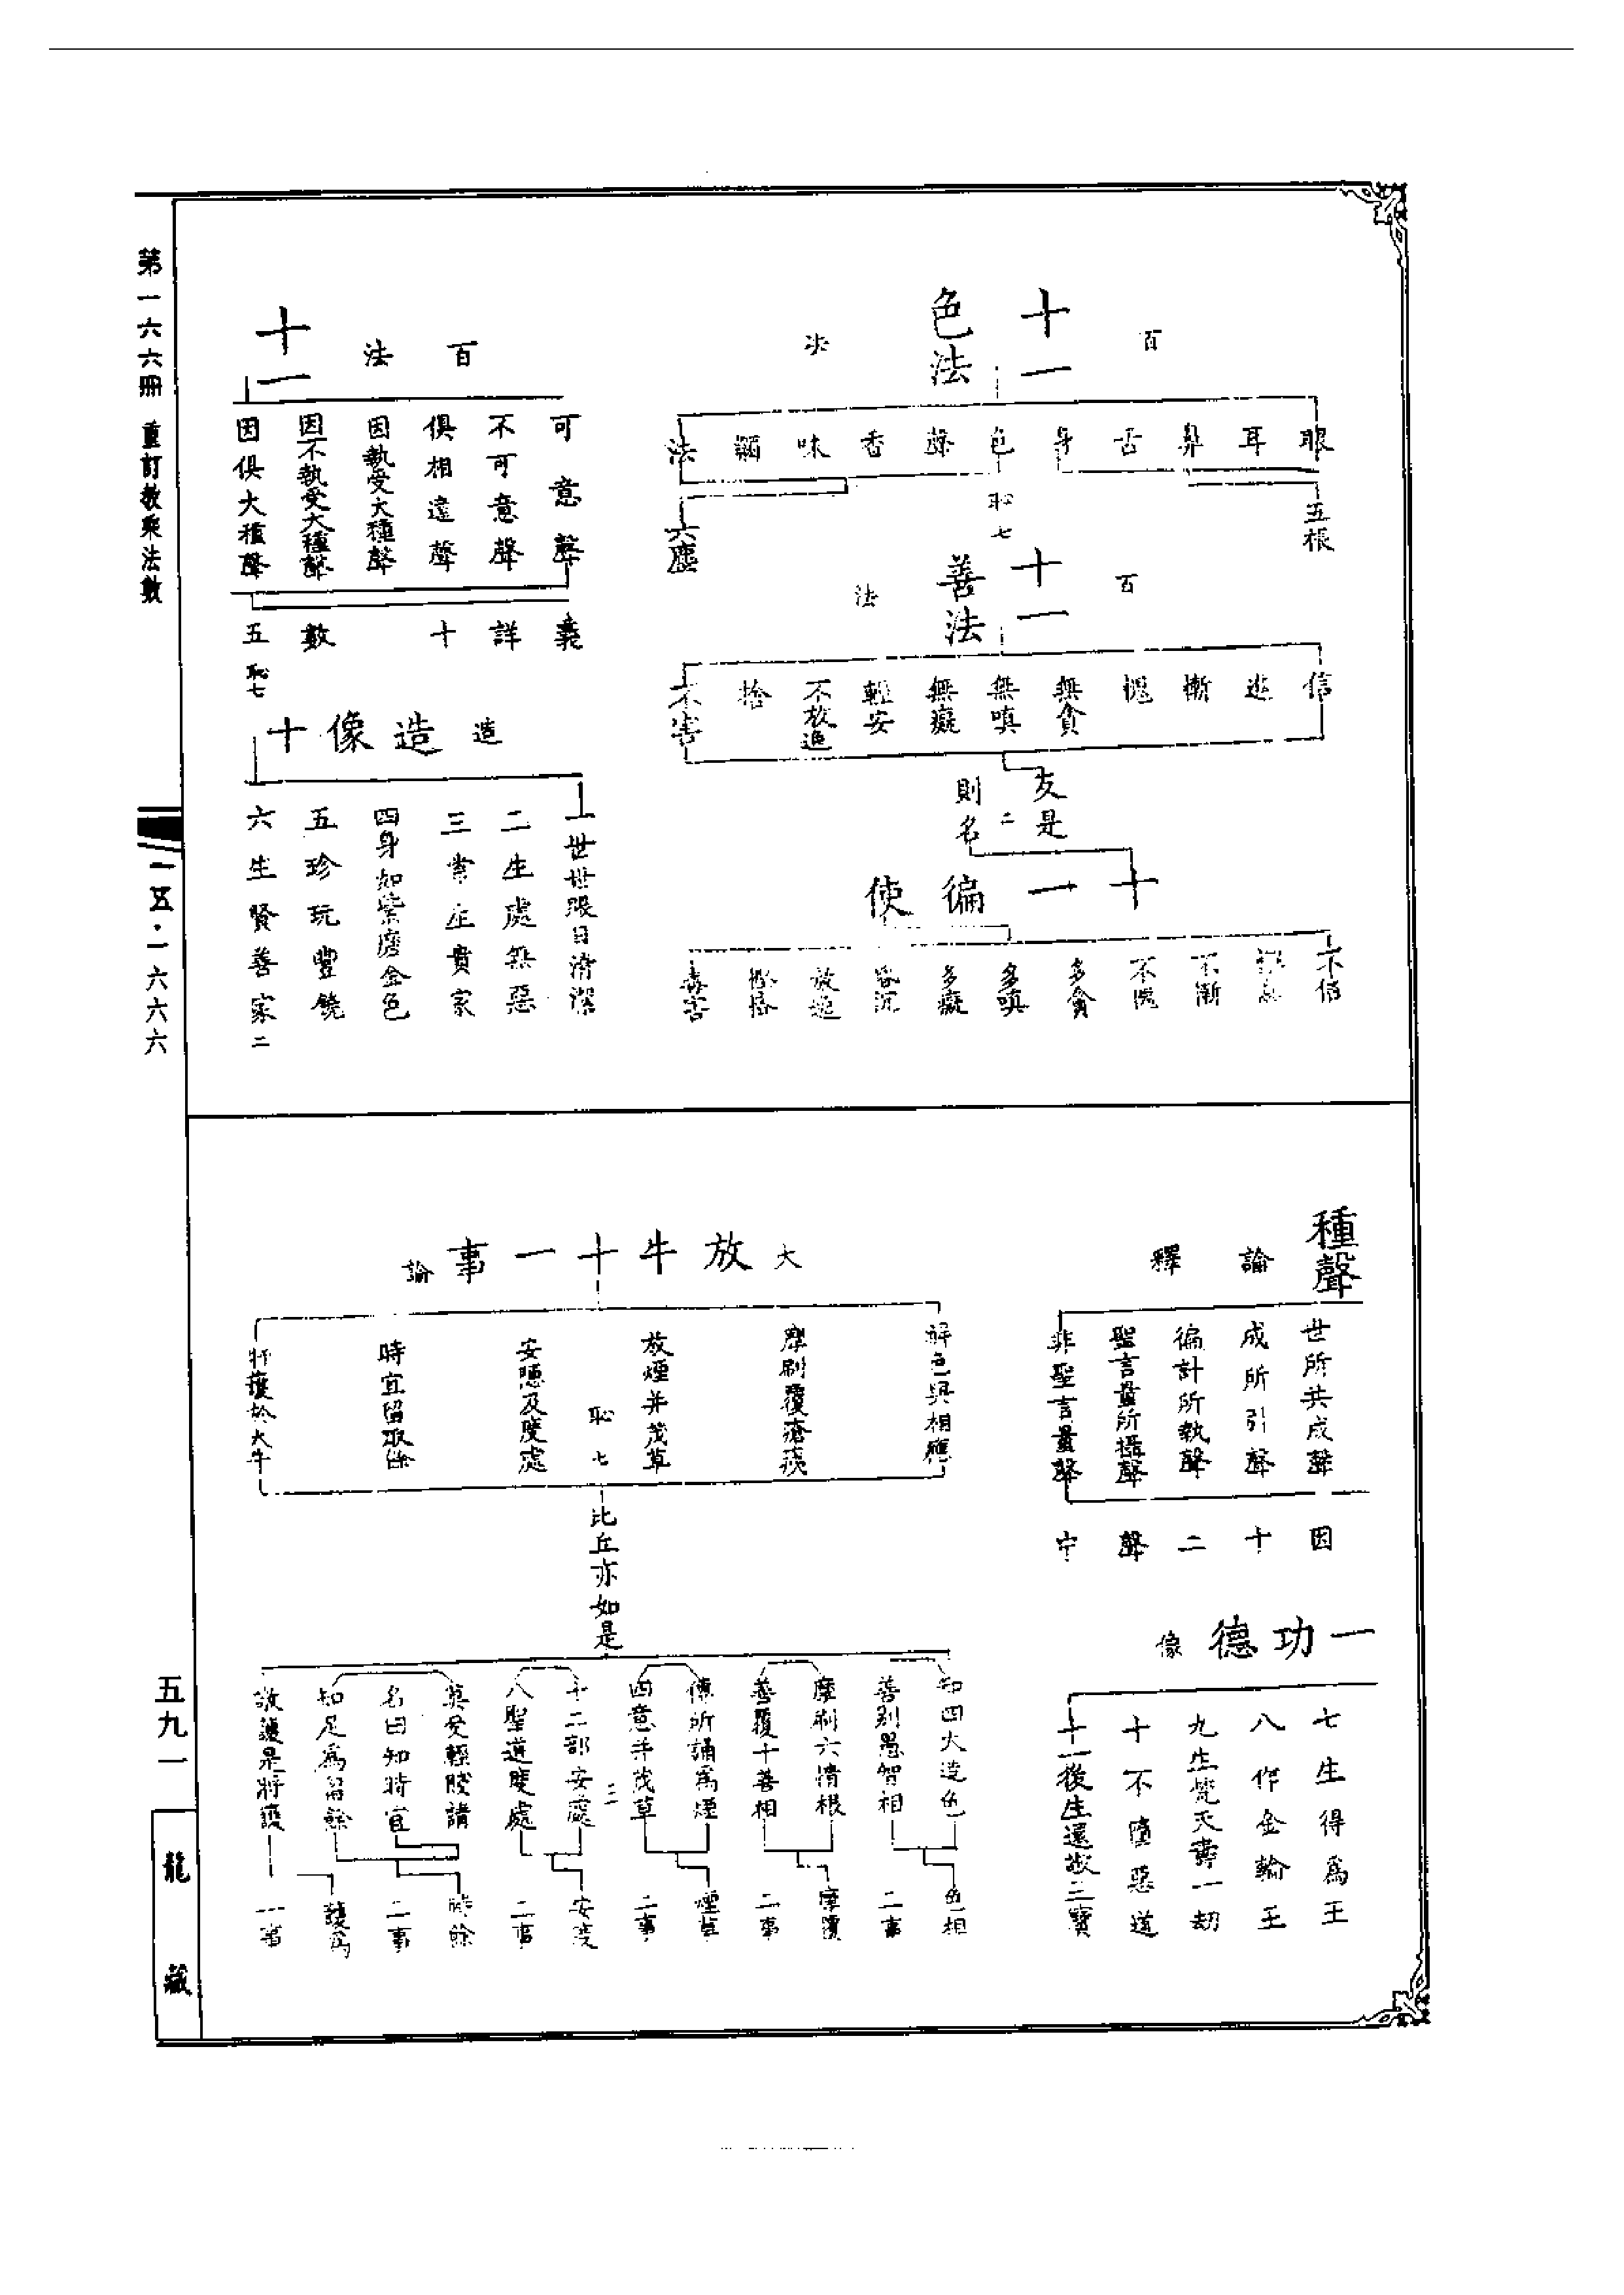 十一
色法
百
法
眼
耳
鼻
舌
身
色
聲
香
味
觸
法
五根
六塵
恥七
十一
善法
百
法
信
進
慚
愧
無貪
無嗔
無癡
輕安
不放逸
捨
不害
友是
則名
二
十一徧使
不信
不慚
不愧
多貪
多嗔
多癡
昏沉
放逸
毒害
十一
百
法
可意聲
不可意聲
俱相違聲
因執受大種聲
因不執受大種聲
因俱大種聲
義
詳
十
數
五
恥七
造
造像十
一世世眼目清潔
二生處無惡
三常生貴家
四身如紫磨金色
五珍玩豐饒
六生賢善家
二
種聲
論
釋
世所共成聲
成所引聲
徧計所執聲
聖言量所攝聲
非聖言量聲
因
十
二
聲
中
一功德
像
七生得為王
八作金輪王
九生梵天壽一劫
十不墮惡道
十一後生還敬三寶
大
放牛十一事
論
解色與相應
摩刷覆瘡痍
放煙并茂草
安隱及度處
時宜留取餘
將護於大牛
恥七
比丘亦如是
知四大造色
善別愚智相
摩刷六情根
善覆十善相
傳所誦為煙
四意并茂草
十二部安處
八聖道度處
莫受輕賤請
名曰知時宜
知足為留餘
敬護是將護
三
色相
二事
摩覆
二事
煙草
二事
安度
二事
時餘
二事
護為
一事
第一六六冊 重訂教乘法數
一五·一六六六
五九一
龍藏